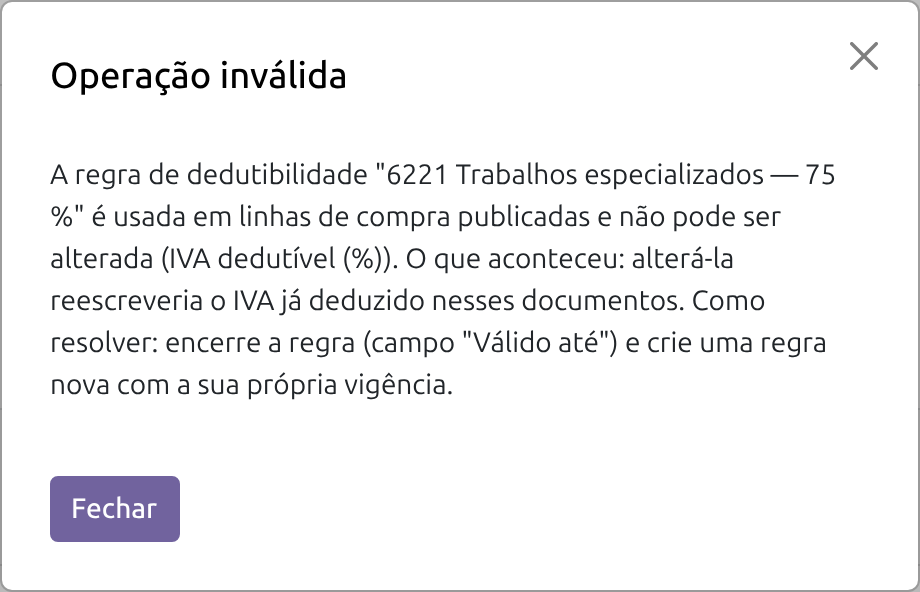 Operação inválida
A regra de dedutibilidade "6221 Trabalhos especializados — 75
%" é usada em linhas de compra publicadas e não pode ser
alterada (IVA dedutível (%)). O que aconteceu: alterá-la
reescreveria o IVA já deduzido nesses documentos. Como
resolver: encerre a regra (campo "Válido até") e crie uma regra
nova com a sua própria vigência.
Fechar